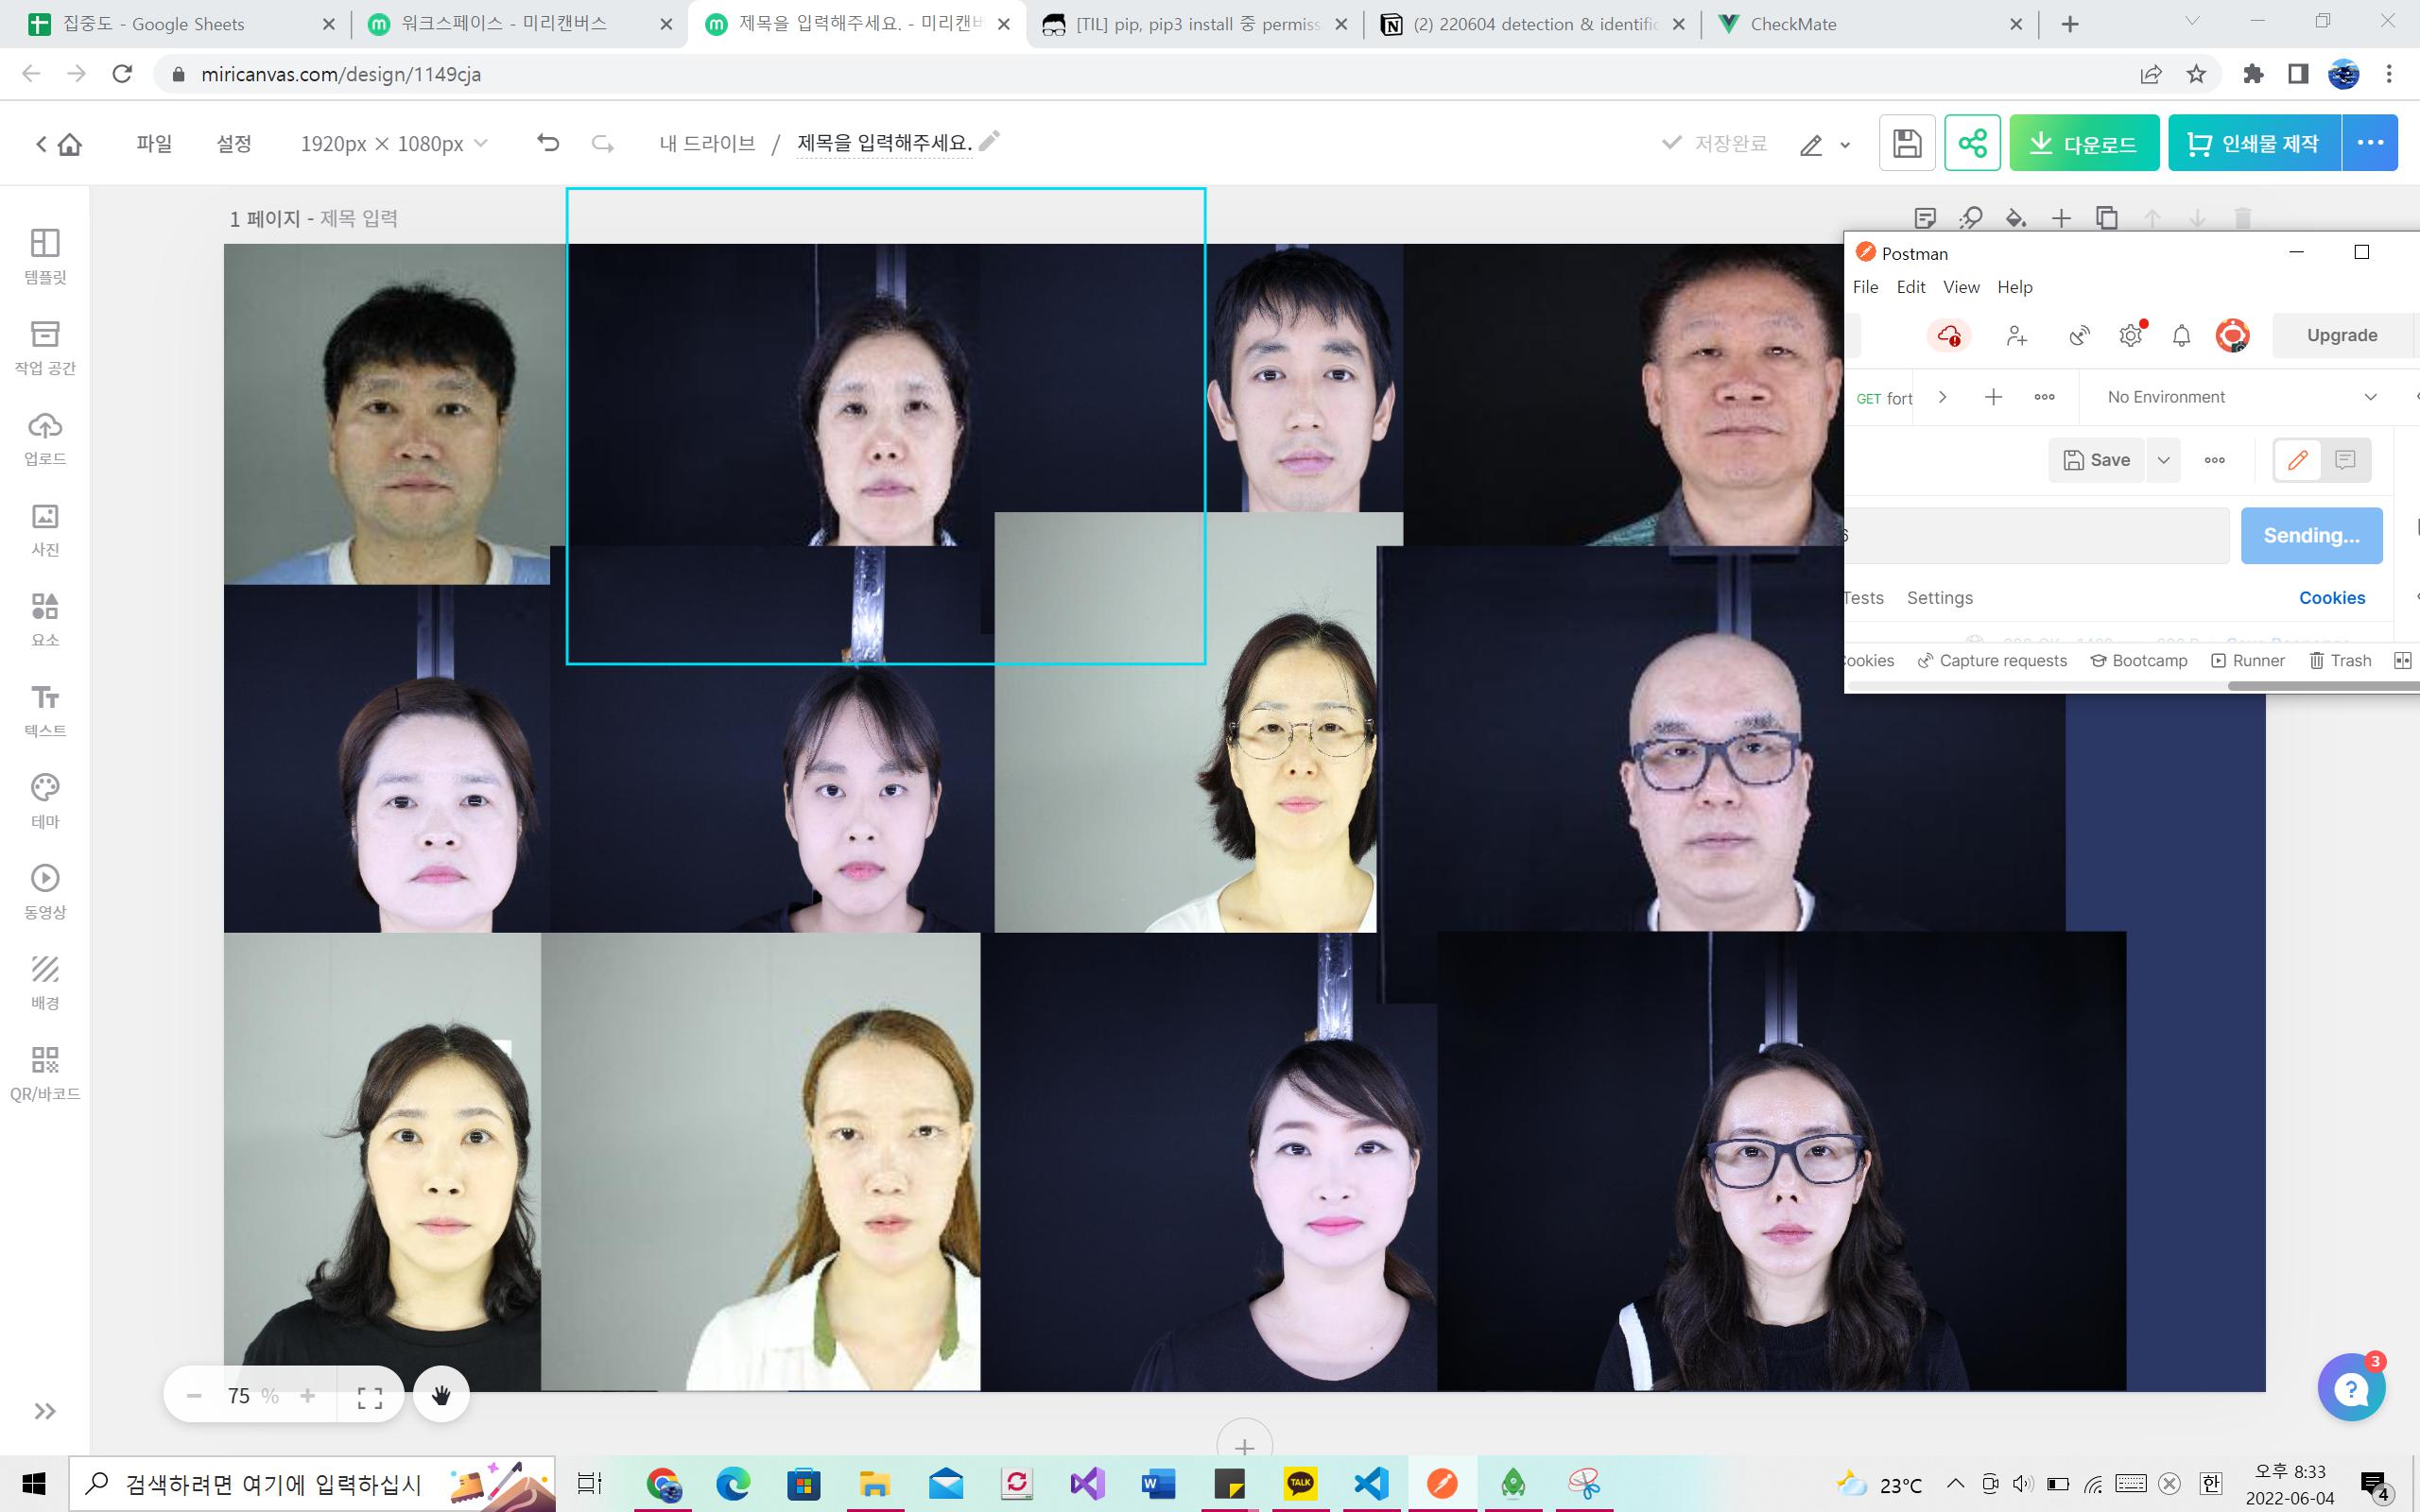 집중도 - Google Sheets
워크스페이스 - 미리캔버스
제목을 입력해주세요. - 미리캔버
[TIL] pip, pip3 install 중 permiss
(2) 220604 detection & identific
CheckMate
miricanvas.com/design/1149cja
파일
설정
1920px × 1080px
내 드라이브 / 제목을 입력해주세요.
저장완료
다운로드
인쇄물 제작
1 페이지 - 제목 입력
템플릿
작업 공간
업로드
사진
요소
텍스트
테마
동영상
배경
QR/바코드
Postman
File Edit View Help
Upgrade
GET fort
No Environment
Save
Sending...
Tests Settings
Cookies
Cookies
Capture requests
Bootcamp
Runner
Trash
75 %
3
검색하려면 여기에 입력하십시
TALK
23°C
한
오후 8:33
2022-06-04
4